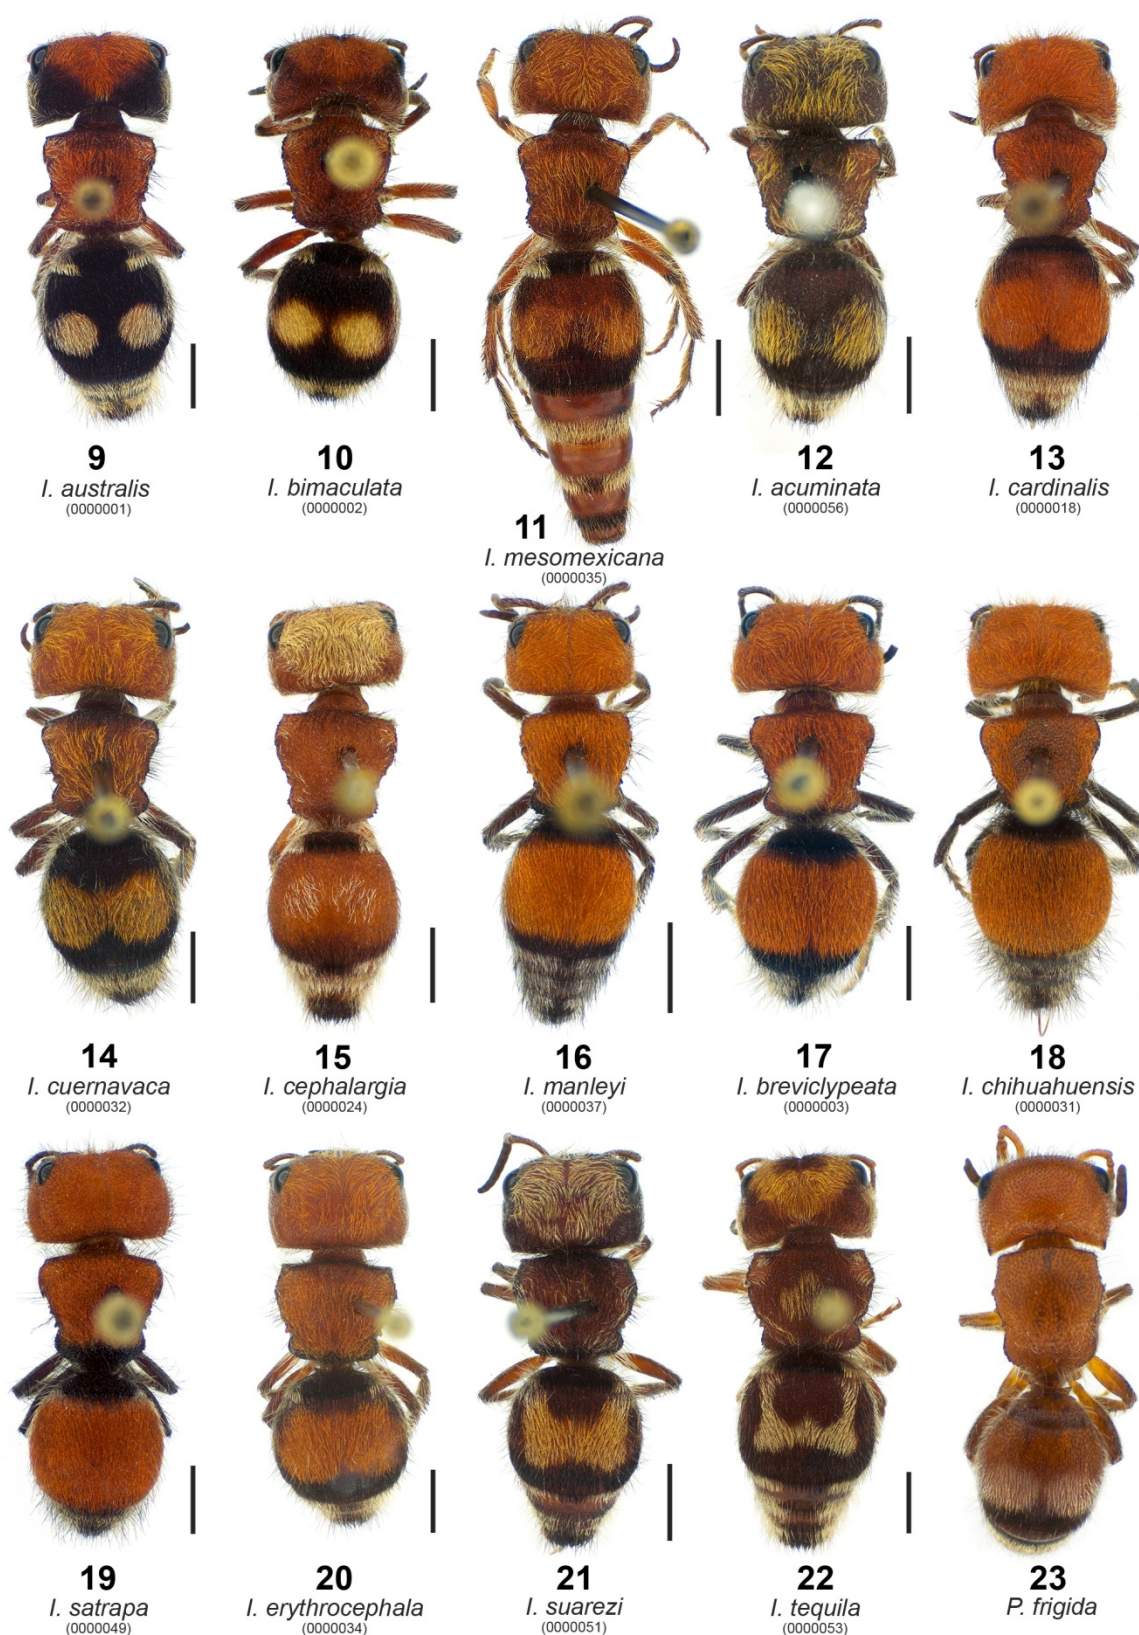 9
I. australis
(0000001)
10
I. bimaculata
(0000002)
11
I. mesomexicana
(0000035)
12
I. acuminata
(0000056)
13
I. cardinalis
(0000018)
14
I. cuernavaca
(0000032)
15
I. cephalargia
(0000024)
16
I. manleyi
(0000037)
17
I. breviclypeata
(0000003)
18
I. chihuahuensis
(0000031)
19
I. satrapa
(0000049)
20
I. erythrocephala
(0000034)
21
I. suarezi
(0000051)
22
I. tequila
(0000053)
23
P. frigida